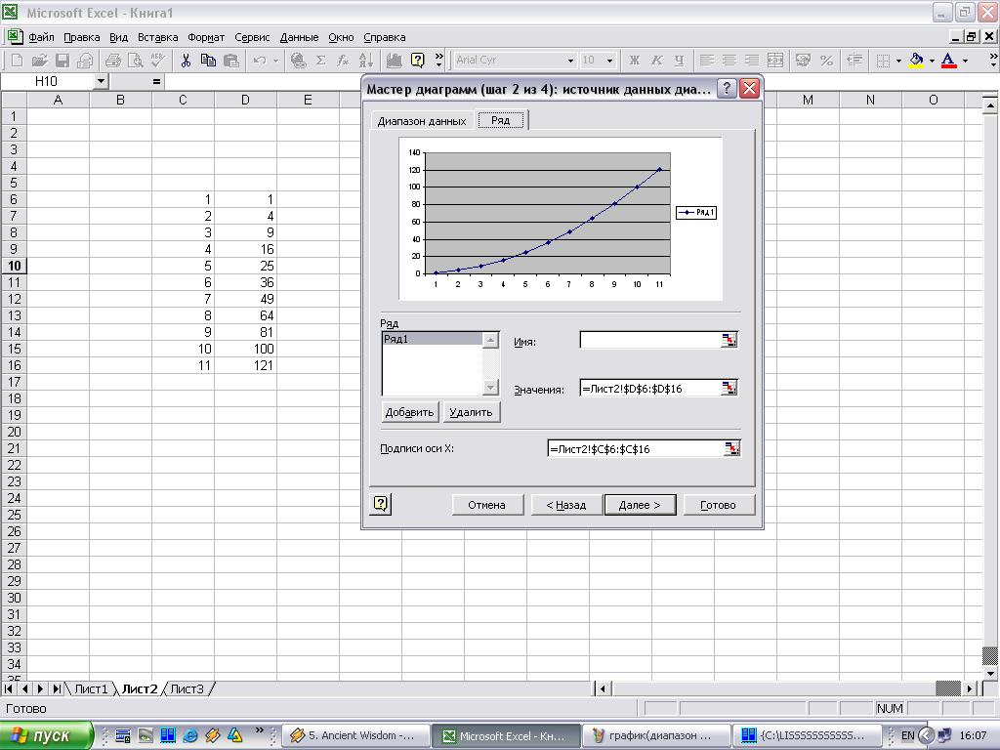 Microsoft Excel - Книга1
Файл Правка Вид Вставка Формат Сервис Данные Окно Справка
Arial Cyr 10 Ж К Ч
H10 =
A B C D E M N O
Мастер диаграмм (шаг 2 из 4): источник данных диа...
Диапазон данных Ряд
140
120
100
80
60
40
20
0
1 2 3 4 5 6 7 8 9 10 11
Ряд1
Ряд
Ряд1
Имя:
Значения: =Лист2!$D$6:$D$16
Добавить Удалить
Подписи оси X: =Лист2!$C$6:$C$16
Отмена < Назад Далее > Готово
1
2
3
4
5
6 1 1
7 2 4
8 3 9
9 4 16
10 5 25
11 6 36
12 7 49
13 8 64
14 9 81
15 10 100
16 11 121
17
18
19
20
21
22
23
24
25
26
27
28
29
30
31
32
33
34
35
Лист1 Лист2 Лист3
Готово NUM
пуск 5. Ancient Wisdom -... Microsoft Excel - Кн... график(диапазон ... {C:\LISSSSSSSSSSS... EN 16:07